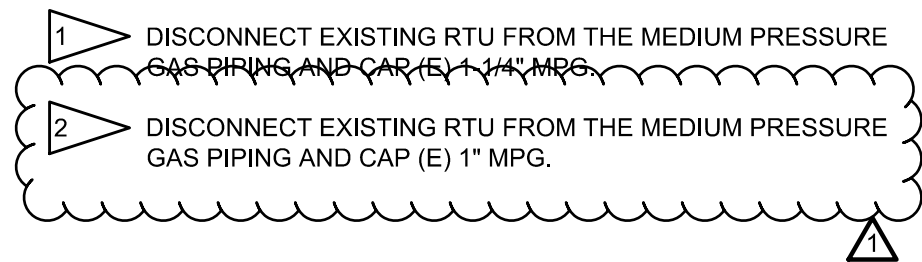 1 DISCONNECT EXISTING RTU FROM THE MEDIUM PRESSURE
GAS PIPING AND CAP (E) 1-1/4" MPG.
2 DISCONNECT EXISTING RTU FROM THE MEDIUM PRESSURE
GAS PIPING AND CAP (E) 1" MPG.
1